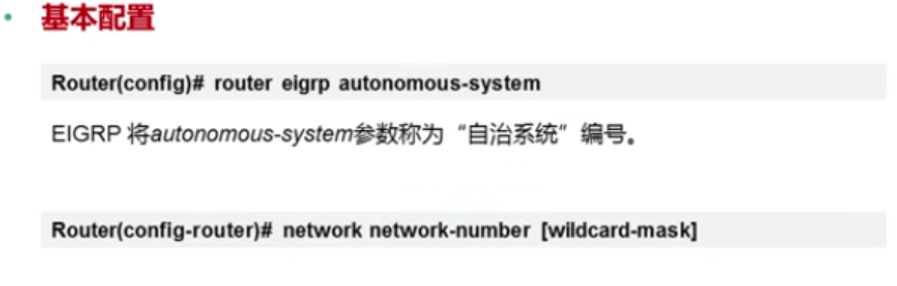 • 基本配置
Router(config)# router eigrp autonomous-system
EIGRP 将autonomous-system参数称为“自治系统”编号。
Router(config-router)# network network-number [wildcard-mask]